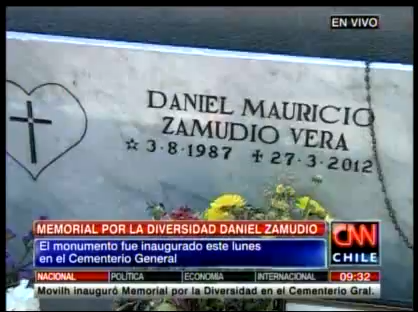 EN VIVO
DANIEL MAURICIO
ZAMUDIO VERA
☆ 3-8-1987 ✝ 27-3-2012
MEMORIAL POR LA DIVERSIDAD DANIEL ZAMUDIO
El monumento fue inaugurado este lunes
en el Cementerio General
CNN
CHILE
NACIONAL POLÍTICA ECONOMÍA INTERNACIONAL 09:32
Movilh inauguró Memorial por la Diversidad en el Cementerio Gral.